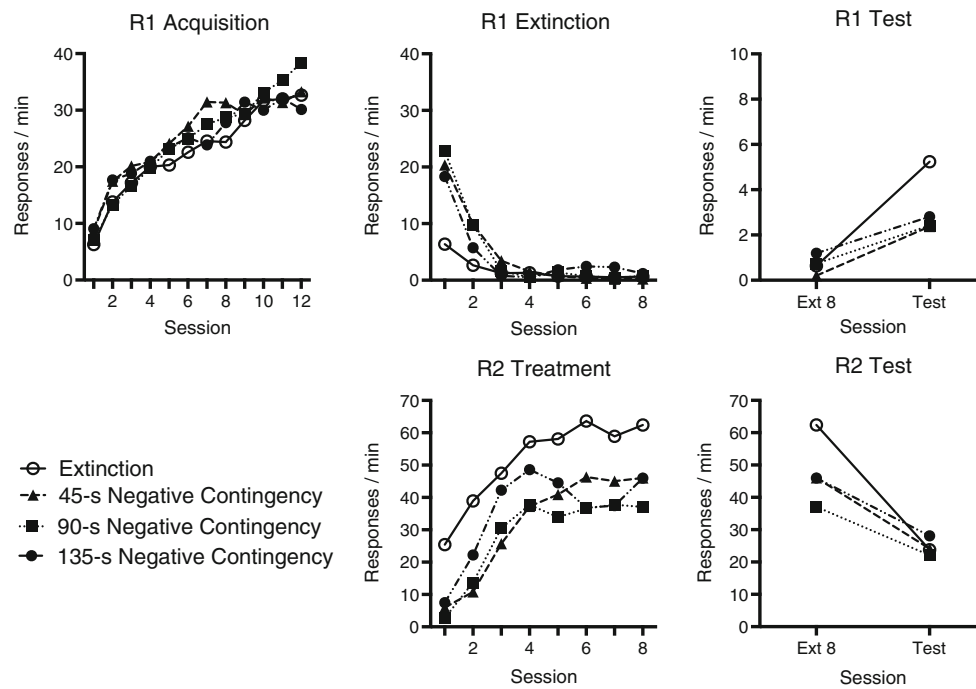 R1 Acquisition
40
30
20
10
0
Responses / min
2 4 6 8 10 12
Session
R1 Extinction
40
30
20
10
0
Responses / min
2 4 6 8
Session
R1 Test
10
8
6
4
2
0
Responses / min
Ext 8 Test
Session
Extinction
45-s Negative Contingency
90-s Negative Contingency
135-s Negative Contingency
R2 Treatment
70
60
50
40
30
20
10
0
Responses / min
2 4 6 8
Session
R2 Test
70
60
50
40
30
20
10
0
Responses / min
Ext 8 Test
Session